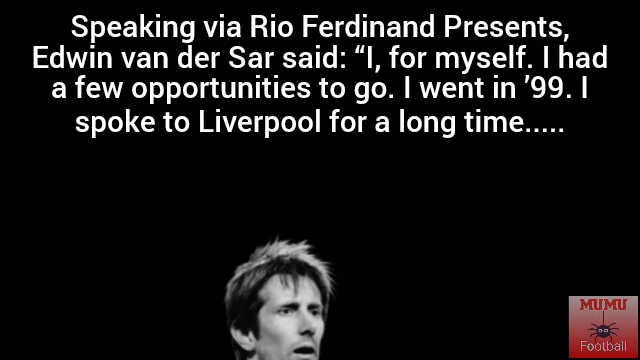 Speaking via Rio Ferdinand Presents,
Edwin van der Sar said: “I, for myself. I had
a few opportunities to go. I went in ’99. I
spoke to Liverpool for a long time.....
MUMU
Football